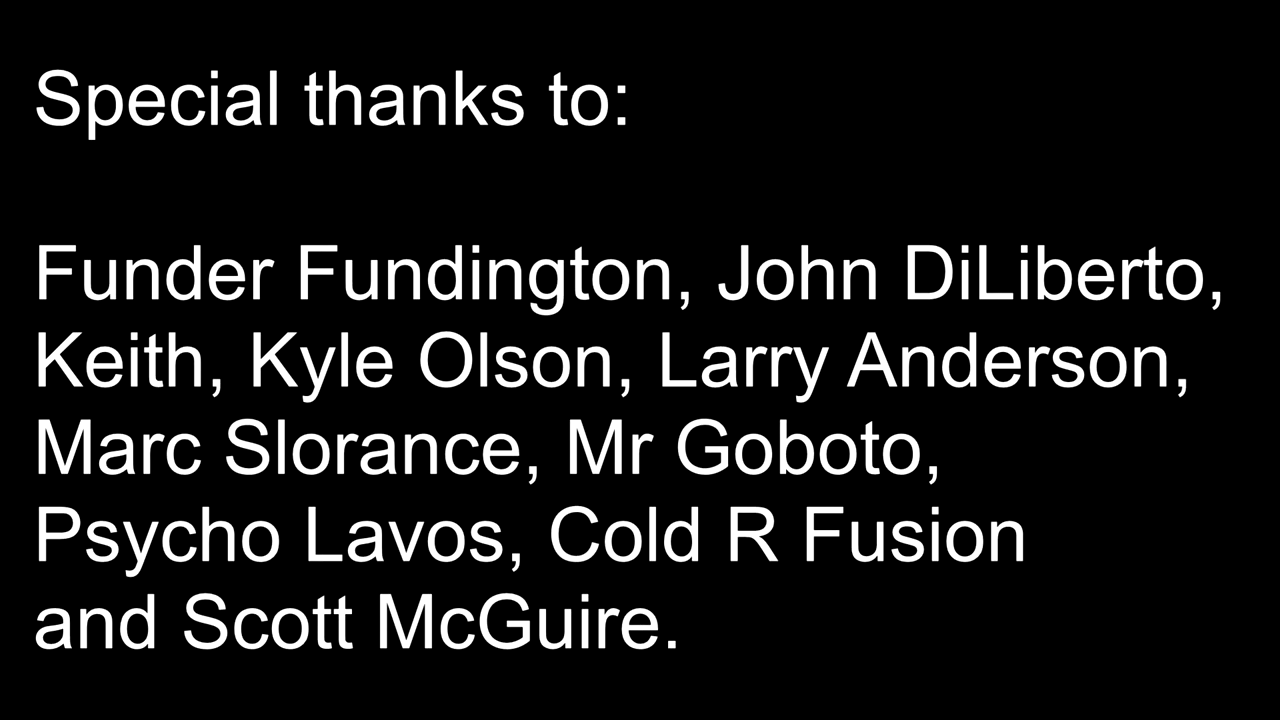 Special thanks to:
Funder Fundington, John DiLiberto,
Keith, Kyle Olson, Larry Anderson,
Marc Slorance, Mr Goboto,
Psycho Lavos, Cold R Fusion
and Scott McGuire.